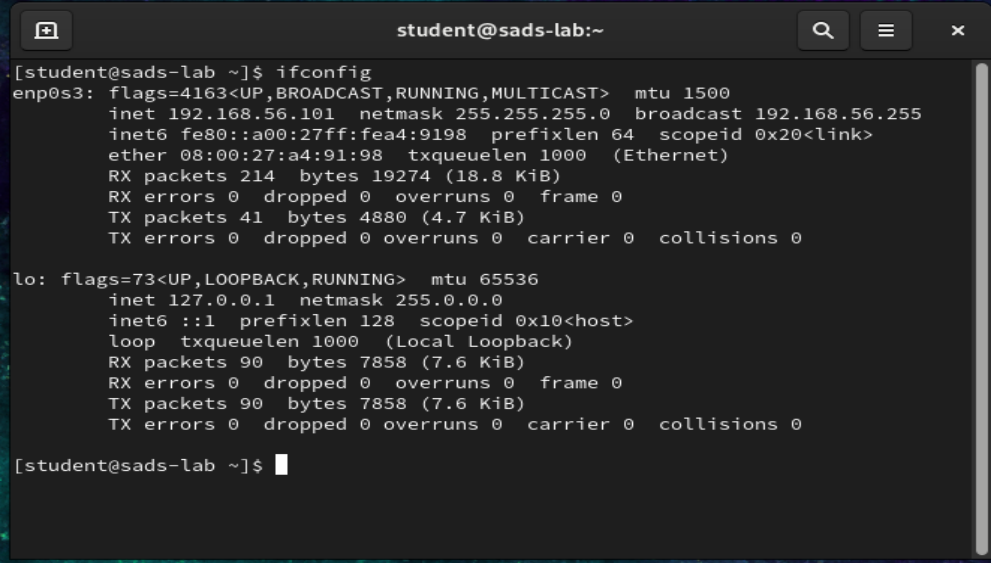 student@sads-lab:~
[student@sads-lab ~]$ ifconfig
enp0s3: flags=4163<UP,BROADCAST,RUNNING,MULTICAST>  mtu 1500
        inet 192.168.56.101  netmask 255.255.255.0  broadcast 192.168.56.255
        inet6 fe80::a00:27ff:fea4:9198  prefixlen 64  scopeid 0x20<link>
        ether 08:00:27:a4:91:98  txqueuelen 1000  (Ethernet)
        RX packets 214  bytes 19274 (18.8 KiB)
        RX errors 0  dropped 0  overruns 0  frame 0
        TX packets 41  bytes 4880 (4.7 KiB)
        TX errors 0  dropped 0 overruns 0  carrier 0  collisions 0

lo: flags=73<UP,LOOPBACK,RUNNING>  mtu 65536
        inet 127.0.0.1  netmask 255.0.0.0
        inet6 ::1  prefixlen 128  scopeid 0x10<host>
        loop  txqueuelen 1000  (Local Loopback)
        RX packets 90  bytes 7858 (7.6 KiB)
        RX errors 0  dropped 0  overruns 0  frame 0
        TX packets 90  bytes 7858 (7.6 KiB)
        TX errors 0  dropped 0 overruns 0  carrier 0  collisions 0

[student@sads-lab ~]$